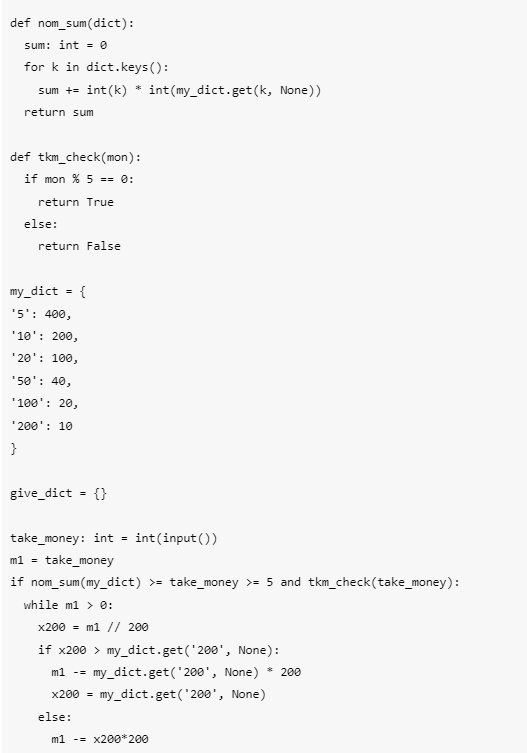 def nom_sum(dict):
  sum: int = 0
  for k in dict.keys():
    sum += int(k) * int(my_dict.get(k, None))
  return sum

def tkm_check(mon):
  if mon % 5 == 0:
    return True
  else:
    return False

my_dict = {
'5': 400,
'10': 200,
'20': 100,
'50': 40,
'100': 20,
'200': 10
}

give_dict = {}

take_money: int = int(input())
m1 = take_money
if nom_sum(my_dict) >= take_money >= 5 and tkm_check(take_money):
  while m1 > 0:
    x200 = m1 // 200
    if x200 > my_dict.get('200', None):
      m1 -= my_dict.get('200', None) * 200
      x200 = my_dict.get('200', None)
    else:
      m1 -= x200*200